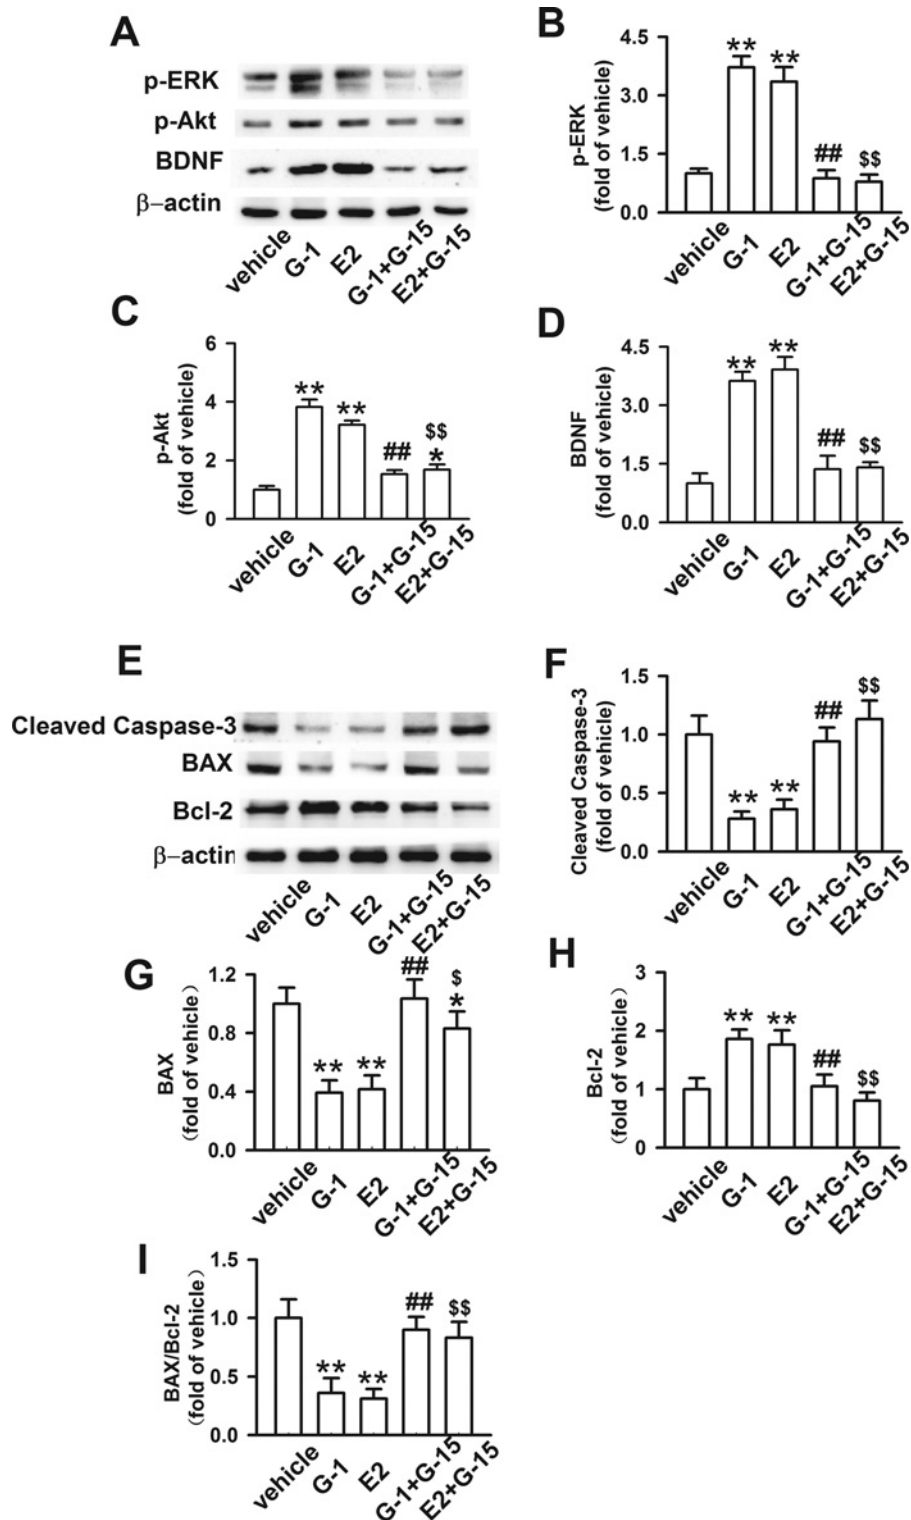 A
p-ERK
p-Akt
BDNF
β–actin
vehicle
G-1
E2
G-1+G-15
E2+G-15
B
p-ERK
(fold of vehicle)
4.5
3.0
1.5
0.0
**
**
##
$$
vehicle
G-1
E2
G-1+G-15
E2+G-15
C
p-Akt
(fold of vehicle)
6
4
2
0
**
**
##
$$
*
vehicle
G-1
E2
G-1+G-15
E2+G-15
D
BDNF
(fold of vehicle)
4.5
3.0
1.5
0.0
**
**
##
$$
vehicle
G-1
E2
G-1+G-15
E2+G-15
E
Cleaved Caspase-3
BAX
Bcl-2
β–actin
vehicle
G-1
E2
G-1+G-15
E2+G-15
F
Cleaved Caspase-3
(fold of vehicle)
1.5
1.0
0.5
0.0
**
**
##
$$
vehicle
G-1
E2
G-1+G-15
E2+G-15
G
BAX
(fold of vehicle)
1.2
0.8
0.4
0.0
**
**
##
$
*
vehicle
G-1
E2
G-1+G-15
E2+G-15
H
Bcl-2
(fold of vehicle)
3
2
1
0
**
**
##
$$
vehicle
G-1
E2
G-1+G-15
E2+G-15
I
BAX/Bcl-2
(fold of vehicle)
1.5
1.0
0.5
0.0
**
**
##
$$
vehicle
G-1
E2
G-1+G-15
E2+G-15